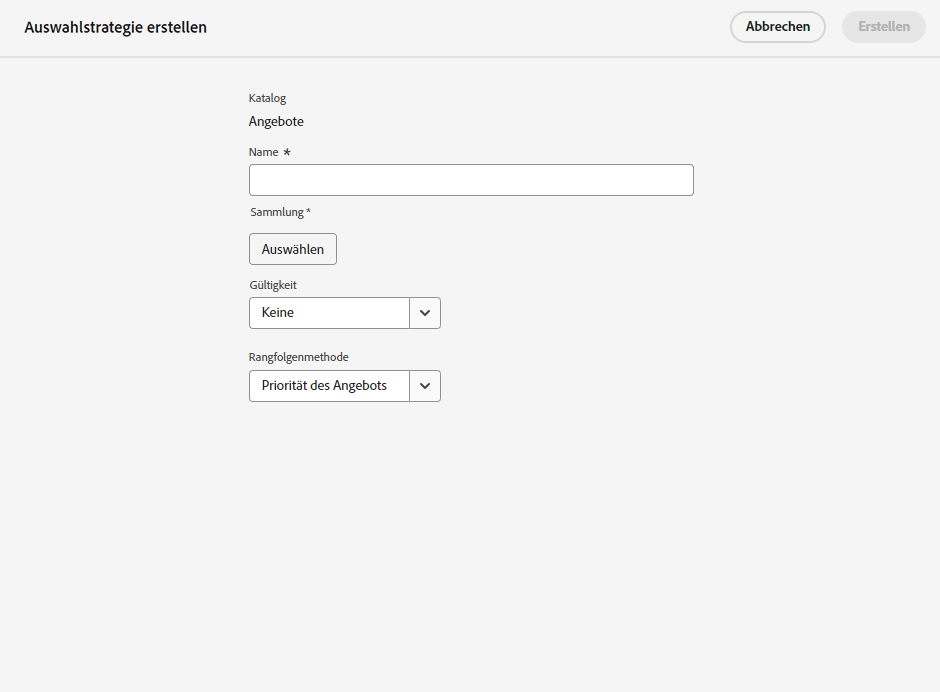 Auswahlstrategie erstellen
Abbrechen
Erstellen
Katalog
Angebote
Name *
Sammlung *
Auswählen
Gültigkeit
Keine
Rangfolgenmethode
Priorität des Angebots